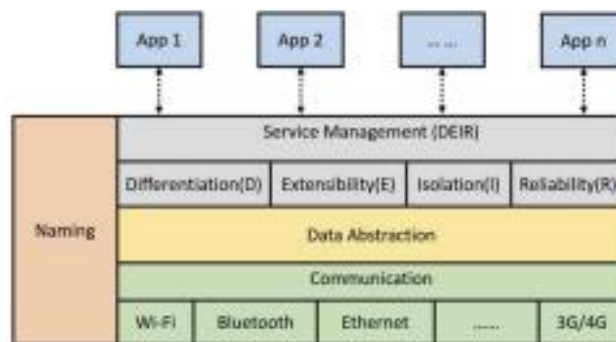 App 1 App 2 ... ... App n
Service Management (DEIR)
Differentiation(D) Extensibility(E) Isolation(I) Reliability(R)
Naming
Data Abstraction
Communication
Wi-Fi Bluetooth Ethernet ...... 3G/4G